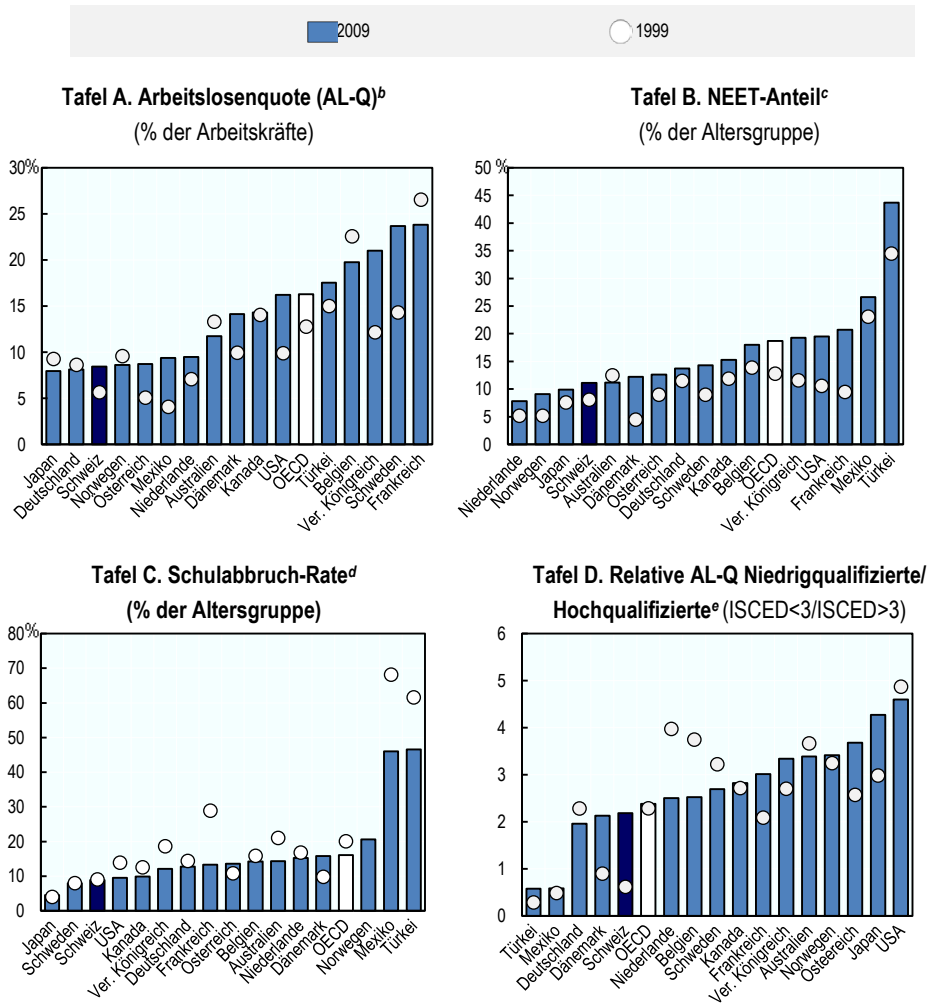 2009 1999
Tafel A. Arbeitslosenquote (AL-Q)b
(% der Arbeitskräfte)
30%
25
20
15
10
5
0
Japan
Deutschland
Schweiz
Norwegen
Österreich
Mexiko
Niederlande
Australien
Dänemark
Kanada
USA
OECD
Türkei
Belgien
Ver. Königreich
Schweden
Frankreich
Tafel B. NEET-Anteilc
(% der Altersgruppe)
50 %
45
40
35
30
25
20
15
10
5
0
Niederlande
Norwegen
Japan
Schweiz
Australien
Dänemark
Österreich
Deutschland
Schweden
Kanada
Belgien
OECD
Ver. Königreich
USA
Frankreich
Mexiko
Türkei
Tafel C. Schulabbruch-Rated
(% der Altersgruppe)
80%
70
60
50
40
30
20
10
0
Japan
Schweden
Schweiz
USA
Kanada
Ver. Königreich
Deutschland
Frankreich
Österreich
Belgien
Australien
Niederlande
Dänemark
OECD
Norwegen
Mexiko
Türkei
Tafel D. Relative AL-Q Niedrigqualifizierte/
Hochqualifiziertee (ISCED<3/ISCED>3)
6
5
4
3
2
1
0
Türkei
Mexiko
Deutschland
Dänemark
Schweiz
OECD
Niederlande
Belgien
Schweden
Kanada
Frankreich
Ver. Königreich
Australien
Norwegen
Östereich
Japan
USA